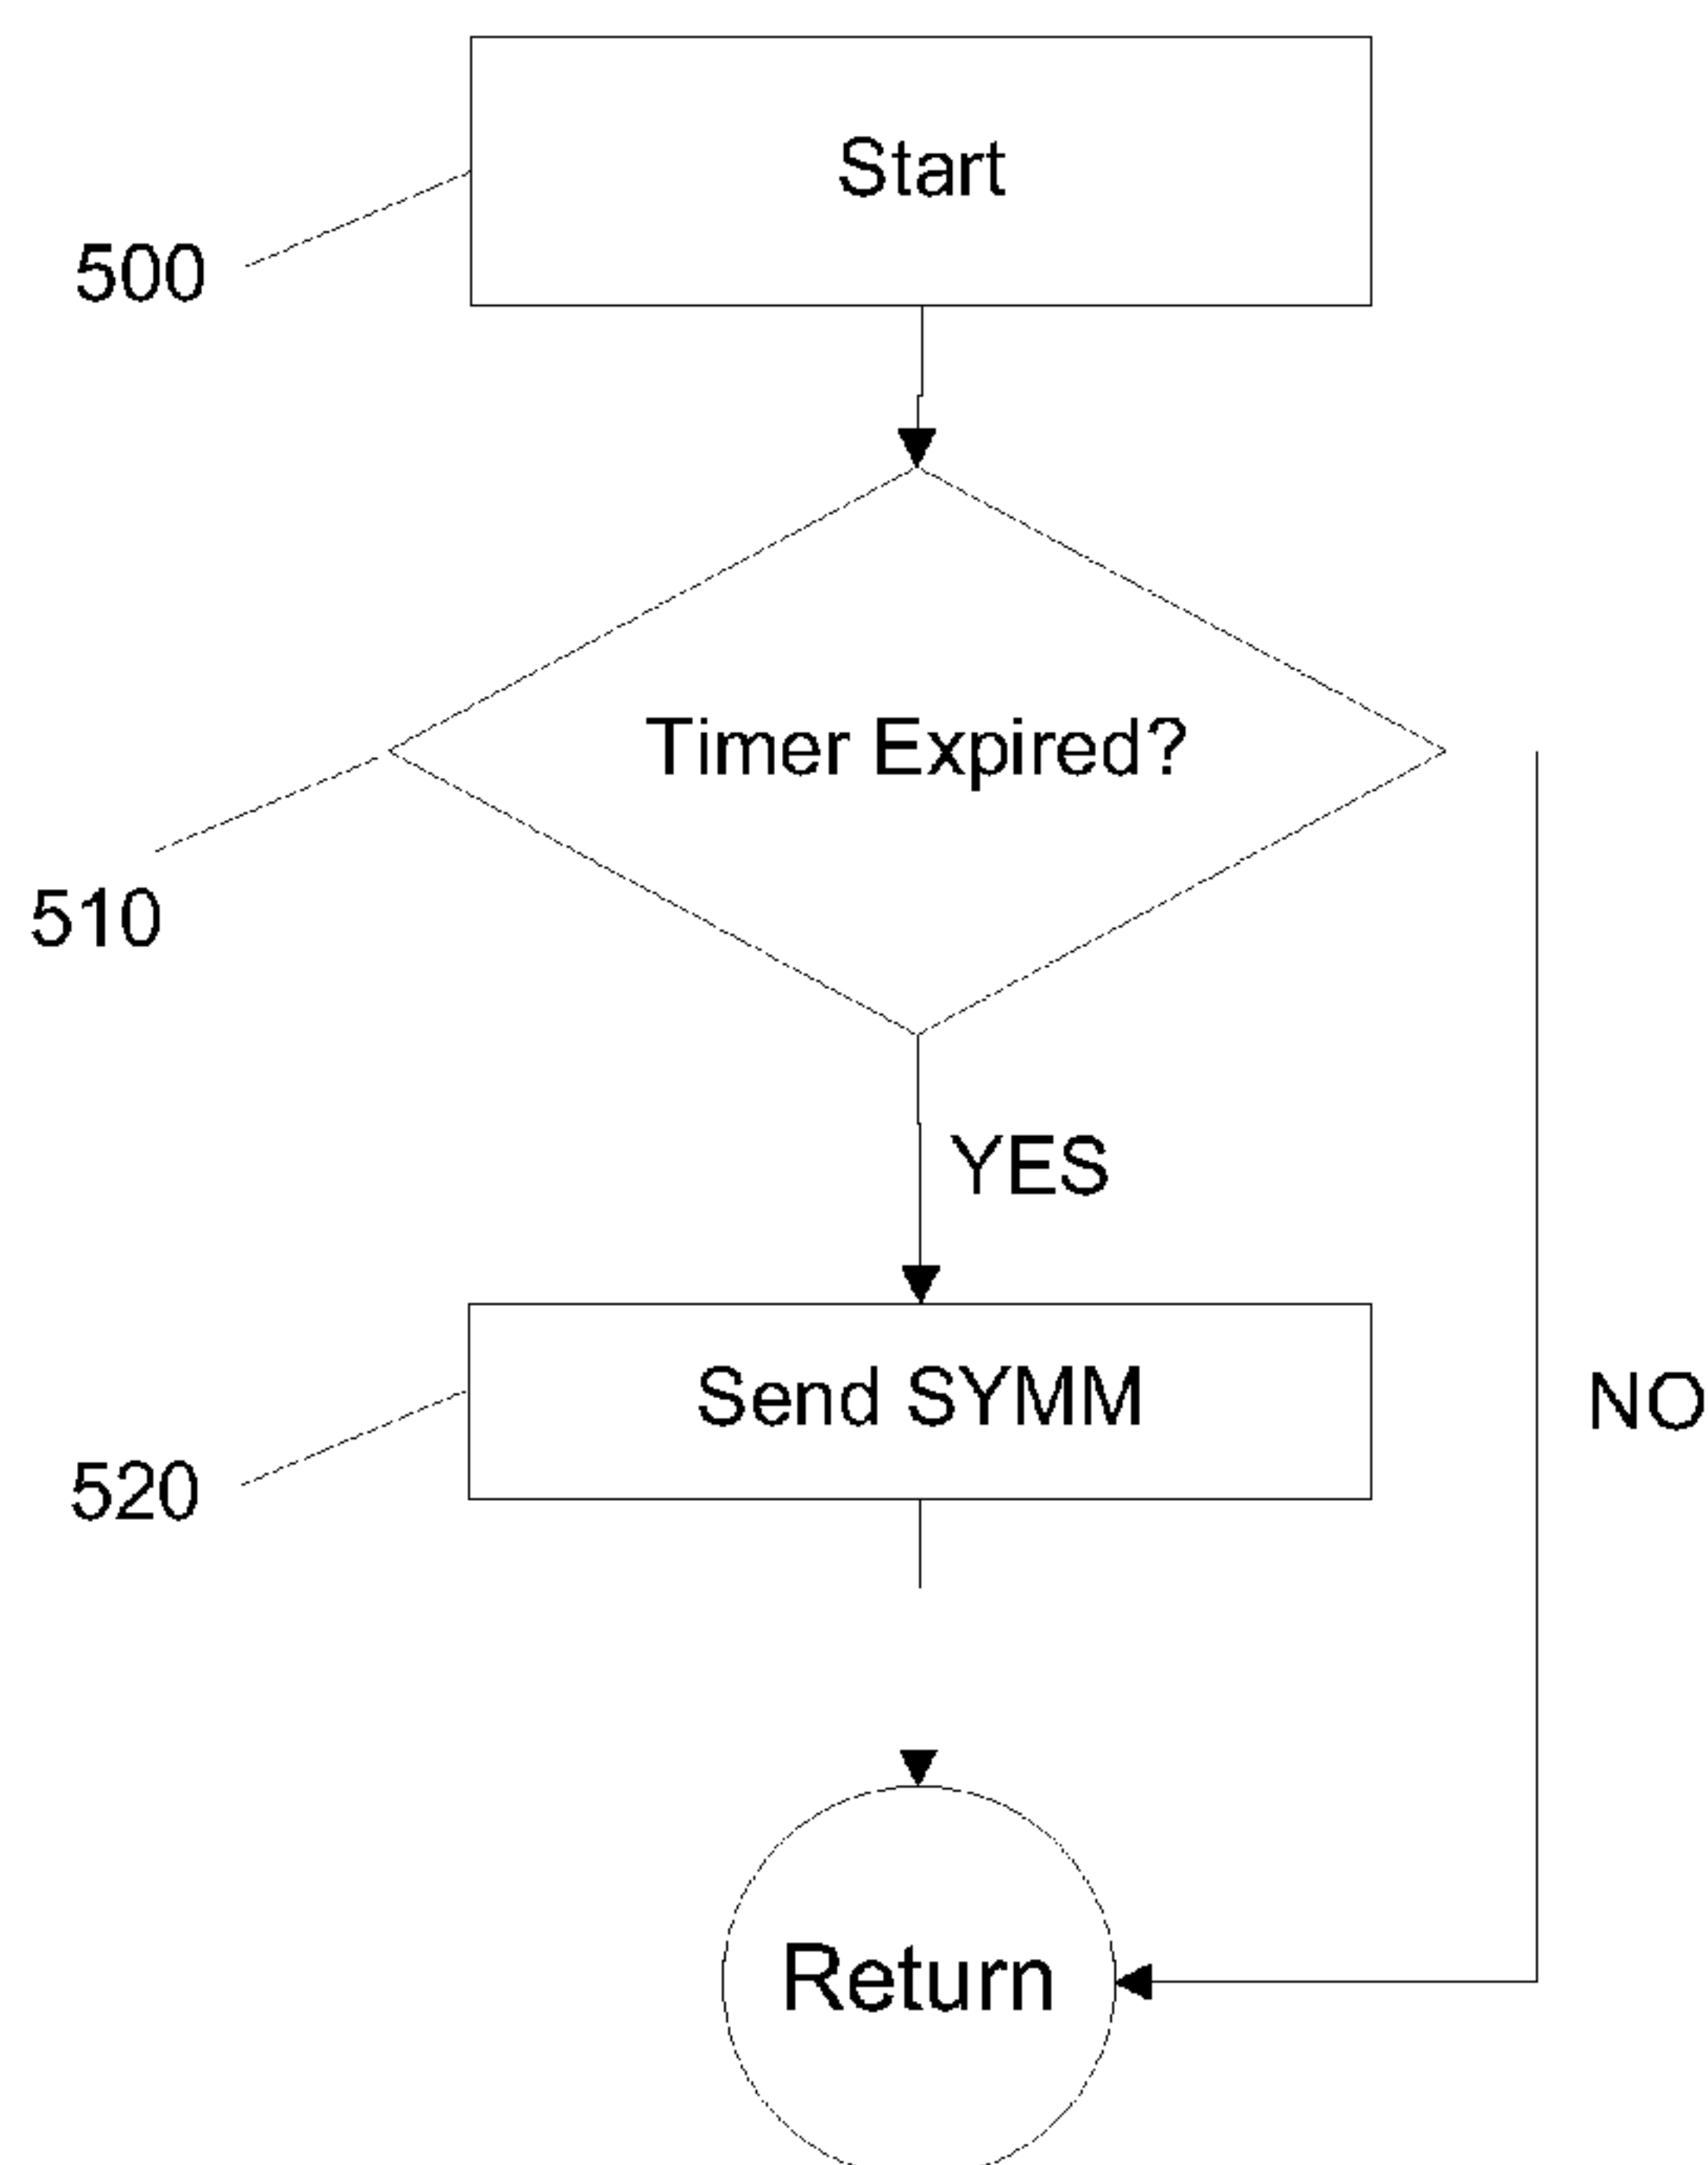 Start
500
Timer Expired?
510
YES
Send SYMM
NO
520
Return